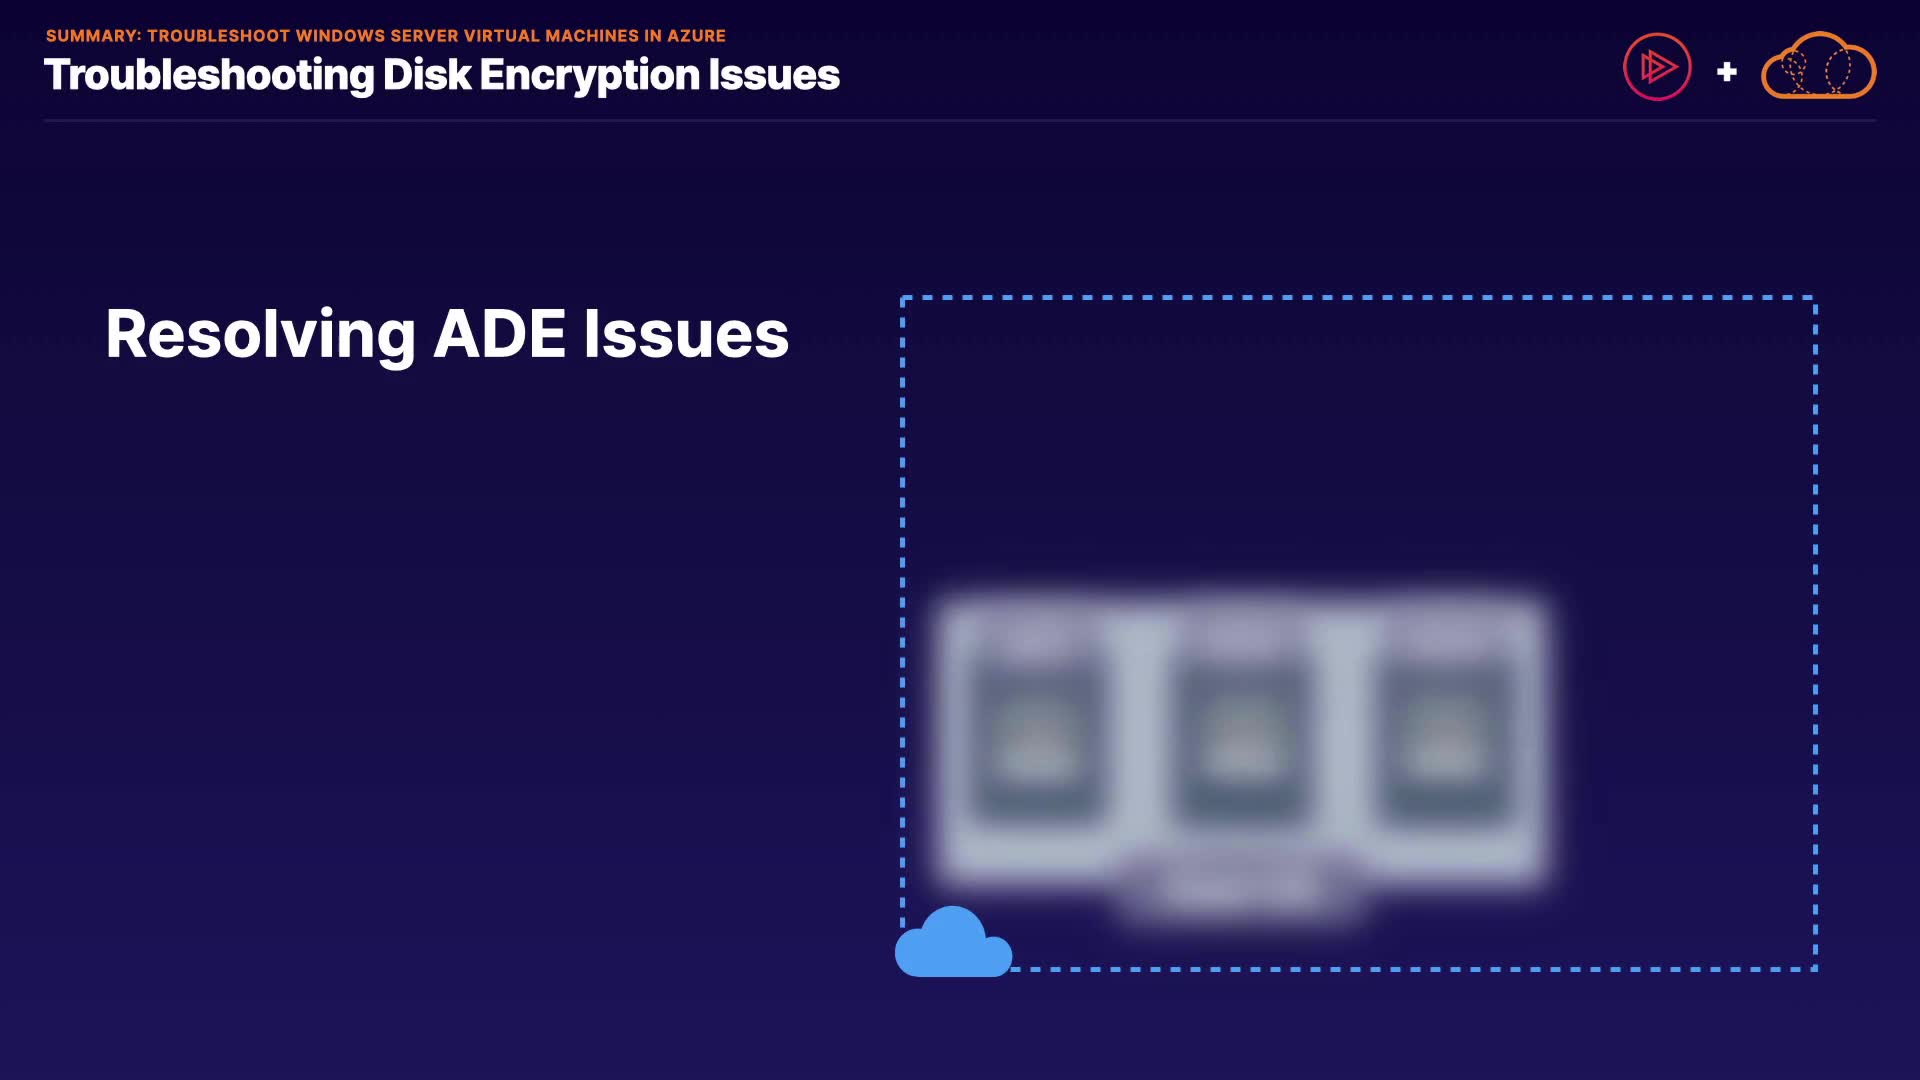 SUMMARY: TROUBLESHOOT WINDOWS SERVER VIRTUAL MACHINES IN AZURE
Troubleshooting Disk Encryption Issues
Resolving ADE Issues